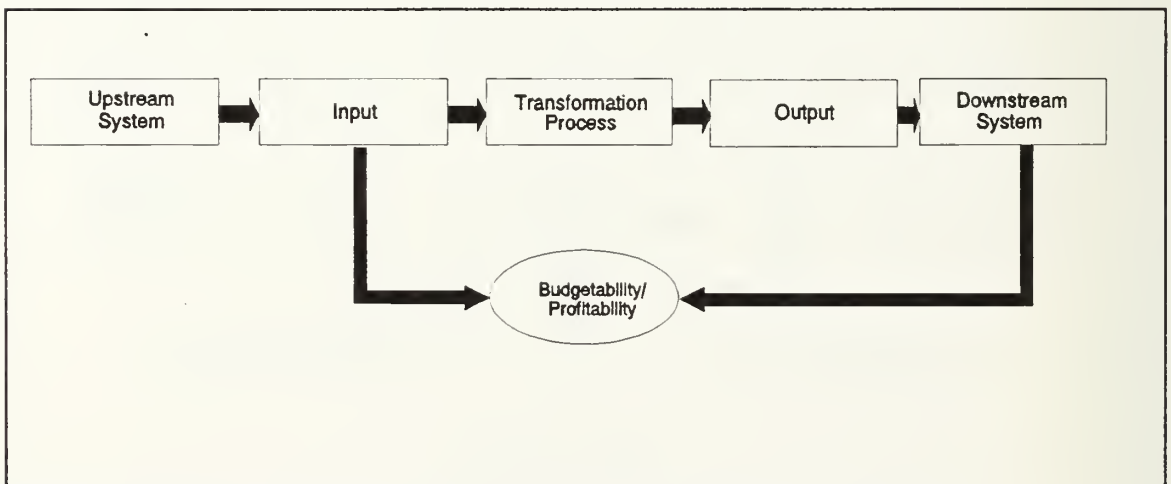 Upstream
System
Input
Transformation
Process
Output
Downstream
System
Budgetability/
Profitability